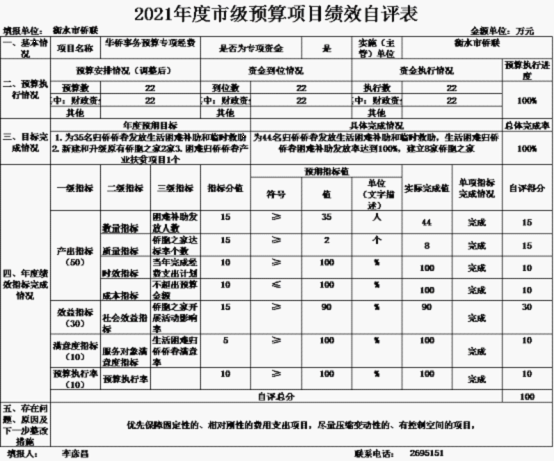 2021年度市级预算项目绩效自评表
填报单位： 衡水市侨联 金额单位：万元
一、基本情况 项目名称 华侨事务预算专项经费 是否为专项资金 是 实施（主管）单位 衡水市侨联
二、预算执行情况 预算安排情况（调整后） 资金到位情况 资金执行情况 预算执行进度
预算数 22 到位数 22 执行数 22 100%
中：财政资金 22 中：财政资金 22 中：财政资金 22
其他 其他 其他
三、目标完成情况 年度预期目标 具体完成情况 总体完成率
1.为35名归侨侨眷发放生活困难补助和临时救助 为44名归侨侨眷发放生活困难补助和临时救助，生活困难归侨 100%
2.新建和升级原有侨胞之家2家3.困难归侨侨眷产 侨眷困难补助发放率达到100%，建立8家侨胞之家
业扶贫项目1个
四、年度绩效指标完成情况 一级指标 二级指标 三级指标 指标分值 预期指标值 实际完成值 单项指标完成情况 自评得分
符号 值 单位（文字描述）
产出指标（50） 数量指标 困难补助发放人数 15 ≥ 35 人 44 完成 15
质量指标 侨胞之家达标率个数 15 ≥ 2 个 8 完成 15
时效指标 当年完成经费支出计划 10 ≥ 100 % 100 完成 10
成本指标 不超出预算金额 10 ≤ 100 % 100 完成 10
效益指标（30） 社会效益指标 侨胞之家开展活动影响率 15 ≥ 90 % 90 完成 30
满意度指标（10） 服务对象满意度指标 生活困难归侨侨眷满意率 5 ≥ 100 % 100 完成 10
预算执行率（10） 预算执行率 10 ≥ 100 % 100 完成 10
自评总分 100
五、存在问题、原因及下一步整改措施 优先保障固定性的、相对刚性的费用支出项目，尽量压缩变动性的、有控制空间的项目，
填报人： 李彦昌 联系电话： 2695151